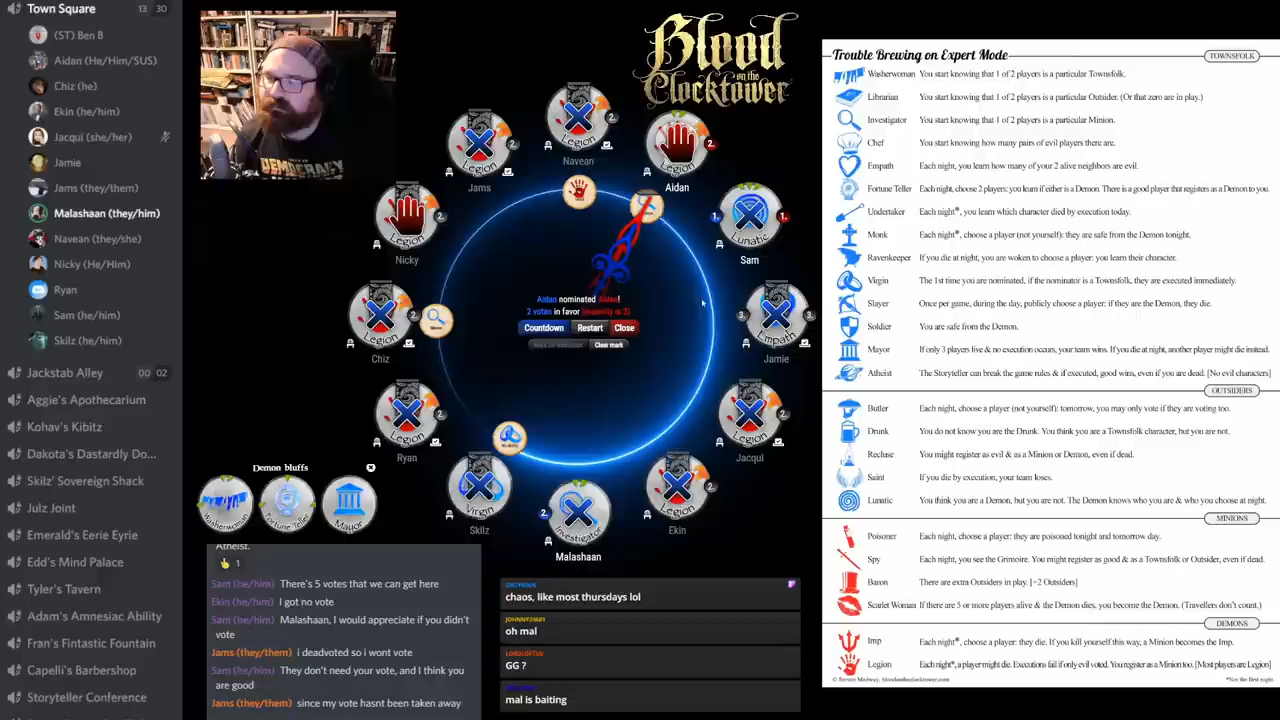 Town Square 13 30
(ST) Ben B
Aidan (He/Him/SUS)
Chiz (he)
Ekin (he/him)
Jacqui (she/her)
Jamie
Jams (they/them)
Malashaan (they/him)
Navean (they/she)
Nicky (He/Him)
Ryan
Sam (he/him)
Skilz (he/him)
Jackstab Alley 00 02
Aggie's Apothecarium
Kohav's Kibitz
Dakota's Dastardly Do...
Skilz' Sovereign Shack
Julz Joint
Emerald's Eerie Eyrie
Edd's Mind Palace
Tyler's Tavern
Adam's Amnesiac Ability
Fin's Frenetic Fountain
Capelli's Chophershop
Storyteller Conference
DEMOCRACY
Blood
on the
Clocktower
Legion
Jams
Legion
Navean
Legion
Aidan
Lunatic
Sam
Empath
Jamie
Legion
Jacqui
Legion
Ekin
Investigator
Malashaan
Virgin
Skilz
Legion
Ryan
Legion
Chiz
Legion
Nicky
Aidan nominated Aidan!
2 votes in favor (majority is 2)
Countdown Restart Close
Mark for execution Clear mark
Demon bluffs
Washerwoman
Fortune Teller
Mayor
Atheist.
1
Sam (he/him) There's 5 votes that we can get here
Ekin (he/him) I got no vote
Sam (he/him) Malashaan, I would appreciate if you didn't
vote
Jams (they/them) i deadvoted so i wont vote
Sam (he/him) They don't need your vote, and I think you
are good
Jams (they/them) since my vote hasnt been taken away
chaos, like most thursdays lol
JOHNNY24601
oh mal
LORDLOFTUS
GG ?
mal is baiting
Trouble Brewing on Expert Mode TOWNSFOLK
Washerwoman You start knowing that 1 of 2 players is a particular Townsfolk.
Librarian You start knowing that 1 of 2 players is a particular Outsider. (Or that zero are in play.)
Investigator You start knowing that 1 of 2 players is a particular Minion.
Chef You start knowing how many pairs of evil players there are.
Empath Each night, you learn how many of your 2 alive neighbors are evil.
Fortune Teller Each night, choose 2 players: you learn if either is a Demon. There is a good player that registers as a Demon to you.
Undertaker Each night*, you learn which character died by execution today.
Monk Each night*, choose a player (not yourself): they are safe from the Demon tonight.
Ravenkeeper If you die at night, you are woken to choose a player: you learn their character.
Virgin The 1st time you are nominated, if the nominator is a Townsfolk, they are executed immediately.
Slayer Once per game, during the day, publicly choose a player: if they are the Demon, they die.
Soldier You are safe from the Demon.
Mayor If only 3 players live & no execution occurs, your team wins. If you die at night, another player might die instead.
Atheist The Storyteller can break the game rules & if executed, good wins, even if you are dead. [No evil characters]
OUTSIDERS
Butler Each night, choose a player (not yourself): tomorrow, you may only vote if they are voting too.
Drunk You do not know you are the Drunk. You think you are a Townsfolk character, but you are not.
Recluse You might register as evil & as a Minion or Demon, even if dead.
Saint If you die by execution, your team loses.
Lunatic You think you are a Demon, but you are not. The Demon knows who you are & who you choose at night.
MINIONS
Poisoner Each night, choose a player: they are poisoned tonight and tomorrow day.
Spy Each night, you see the Grimoire. You might register as good & as a Townsfolk or Outsider, even if dead.
Baron There are extra Outsiders in play. [+2 Outsiders]
Scarlet Woman If there are 5 or more players alive & the Demon dies, you become the Demon. (Travellers don't count.)
DEMONS
Imp Each night*, choose a player: they die. If you kill yourself this way, a Minion becomes the Imp.
Legion Each night*, a player might die. Executions fail if only evil voted. You register as a Minion too. [Most players are Legion]
© Steven Medway, bloodontheclocktower.com *Not the first night.